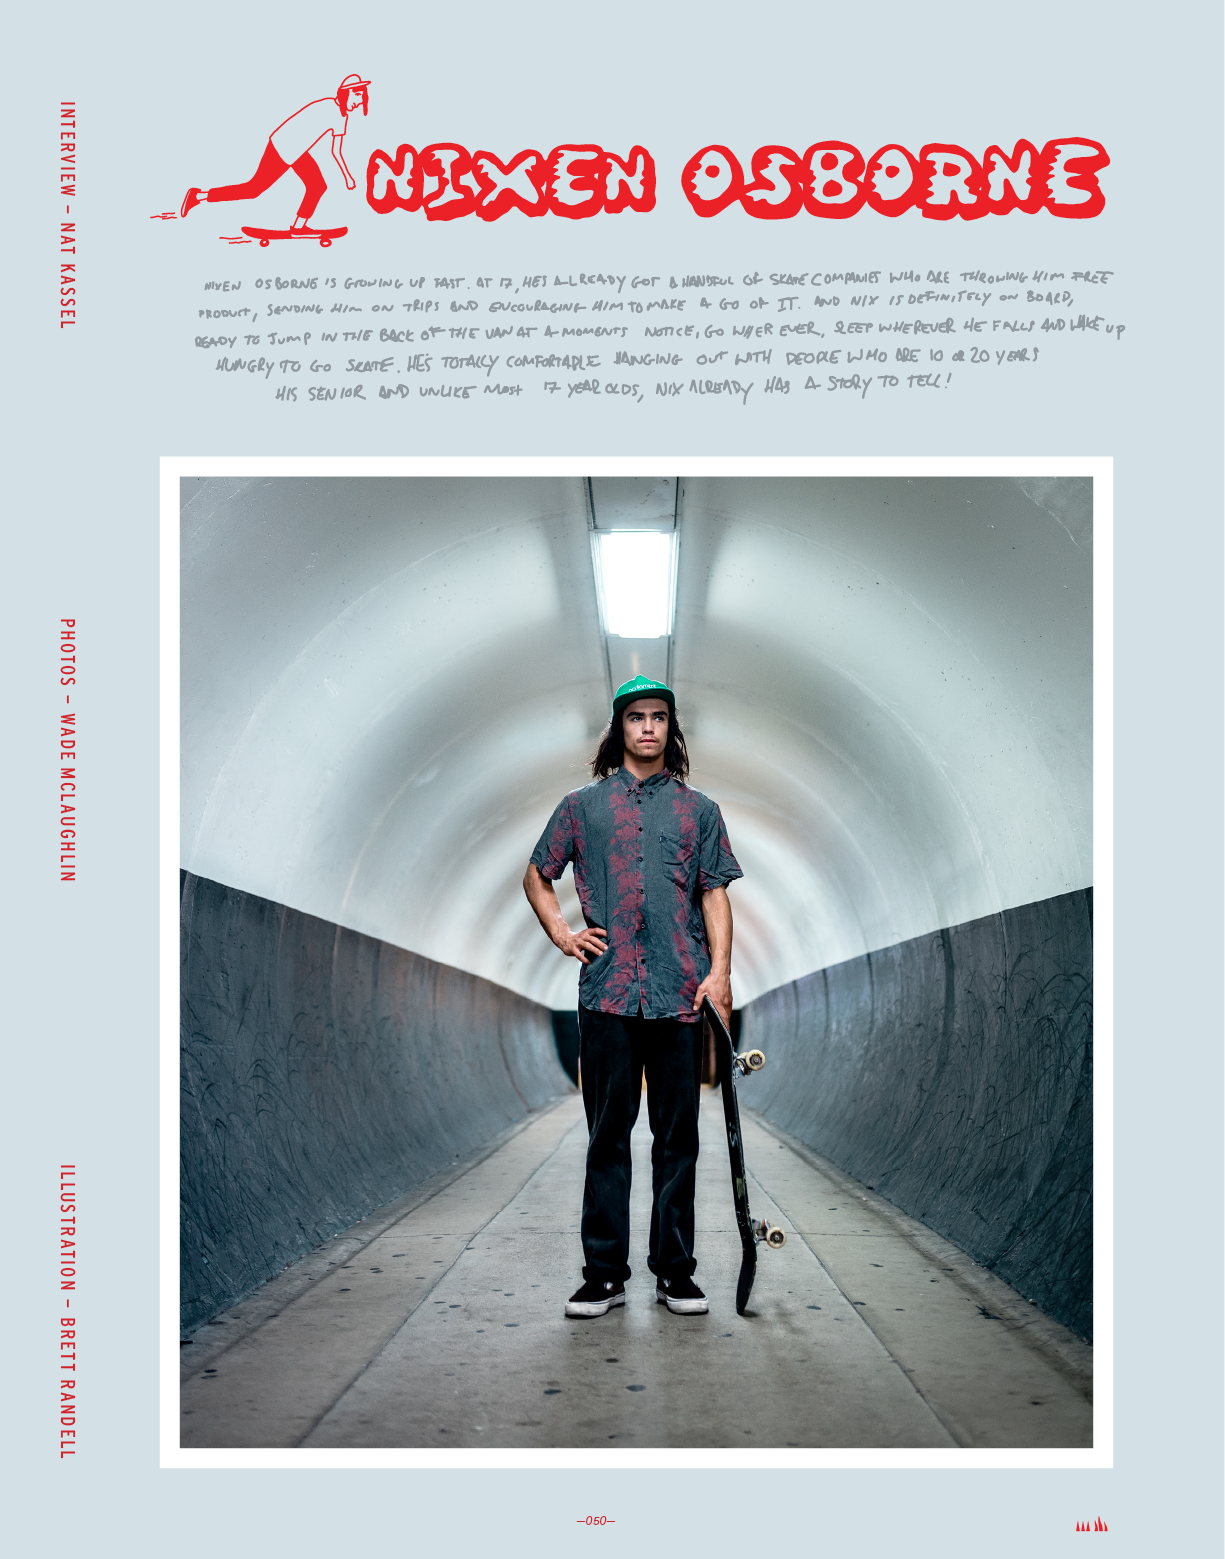 NIXEN OSBORNE
NIXEN OSBORNE IS GROWING UP FAST. AT 17, HE'S ALREADY GOT A HANDFUL OF SKATE COMPANIES WHO ARE THROWING HIM FREE
PRODUCT, SENDING HIM ON TRIPS AND ENCOURAGING HIM TO MAKE A GO OF IT. AND NIX IS DEFINITELY ON BOARD,
READY TO JUMP IN THE BACK OF THE VAN AT A MOMENTS NOTICE, GO WHEREVER, SLEEP WHEREVER HE FALLS AND WAKE UP
HUNGRY TO GO SKATE. HE'S TOTALLY COMFORTABLE HANGING OUT WITH PEOPLE WHO ARE 10 OR 20 YEARS
HIS SENIOR AND UNLIKE MOST 17 YEAR OLDS, NIX ALREADY HAS A STORY TO TELL!
INTERVIEW – NAT KASSEL
PHOTOS – WADE MCLAUGHLIN
ILLUSTRATION – BRETT RANDELL
—050—